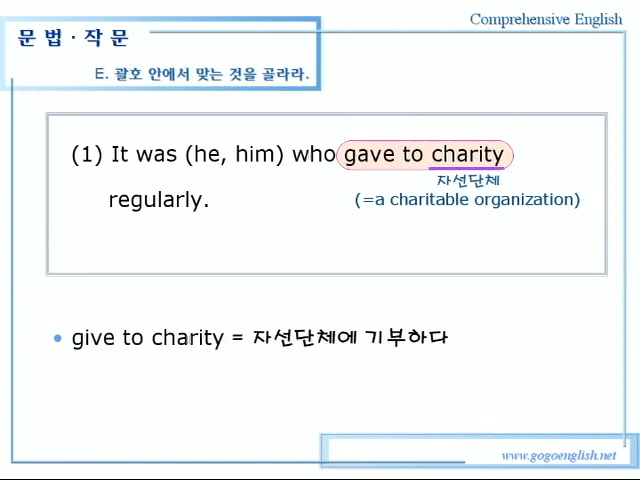 Comprehensive English
문 법 · 작 문
E. 괄호 안에서 맞는 것을 골라라.
(1) It was (he, him) who gave to charity
자선단체
regularly.
(=a charitable organization)
• give to charity = 자선단체에 기부하다
www.gogoenglish.net